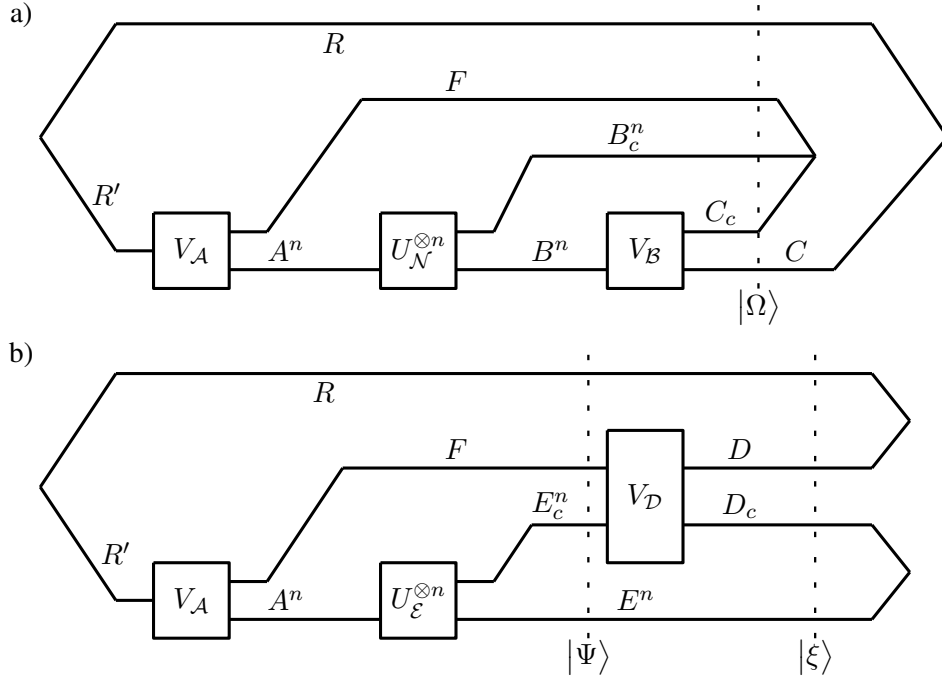 a)
R
F
B_c^n
R′
V_𝒜
A^n
U_𝒩^{⊗n}
B^n
V_ℬ
C_c
C
|Ω⟩
b)
R
F
E_c^n
V_𝒟
D
D_c
R′
V_𝒜
A^n
U_ℰ^{⊗n}
E^n
|Ψ⟩
|ξ⟩